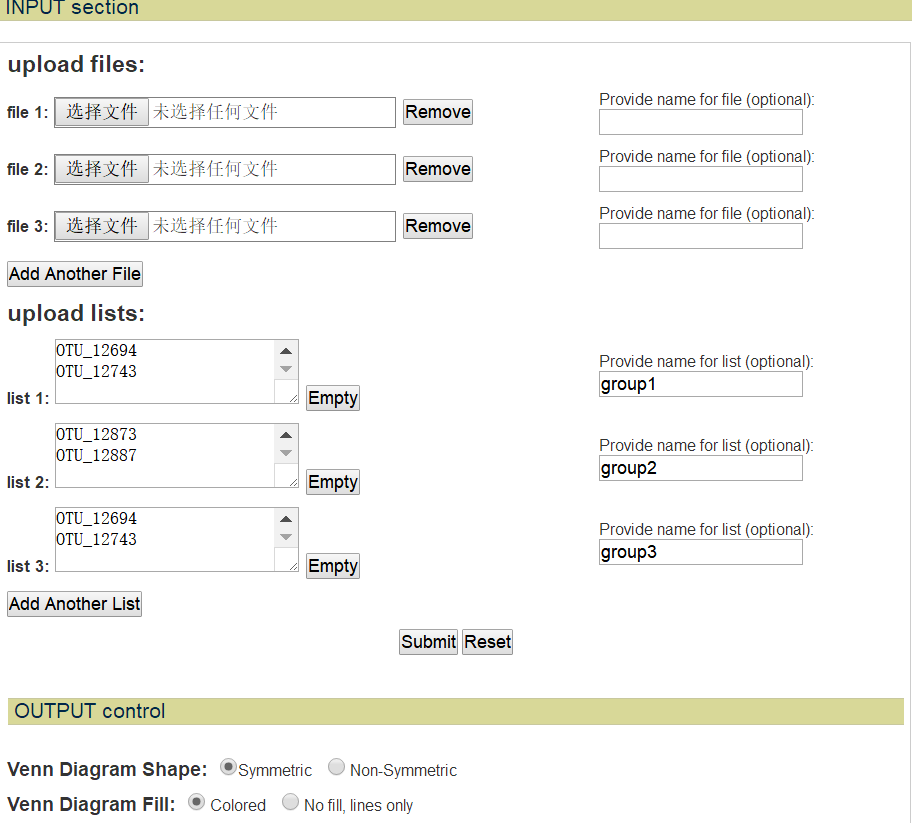 INPUT section
upload files:
file 1: 选择文件 未选择任何文件 Remove Provide name for file (optional):
file 2: 选择文件 未选择任何文件 Remove Provide name for file (optional):
file 3: 选择文件 未选择任何文件 Remove Provide name for file (optional):
Add Another File
upload lists:
OTU_12694
OTU_12743
list 1: Empty
Provide name for list (optional):
group1
OTU_12873
OTU_12887
list 2: Empty
Provide name for list (optional):
group2
OTU_12694
OTU_12743
list 3: Empty
Provide name for list (optional):
group3
Add Another List
Submit Reset
OUTPUT control
Venn Diagram Shape: Symmetric Non-Symmetric
Venn Diagram Fill: Colored No fill, lines only